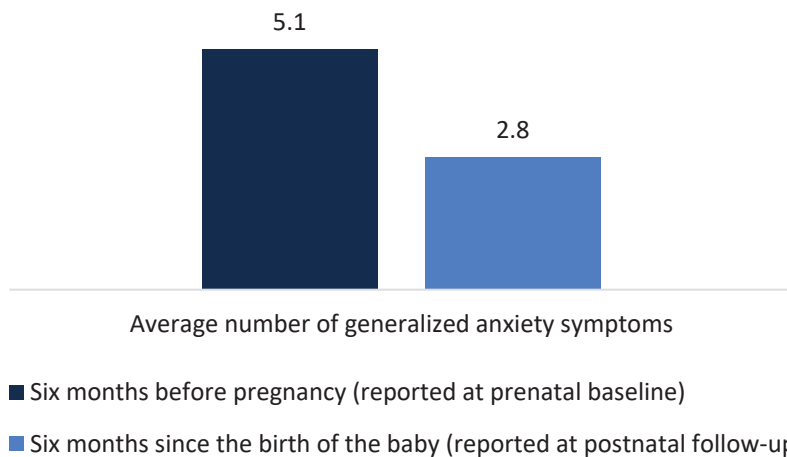 5.1
2.8
Average number of generalized anxiety symptoms
Six months before pregnancy (reported at prenatal baseline)
Six months since the birth of the baby (reported at postnatal follow-up